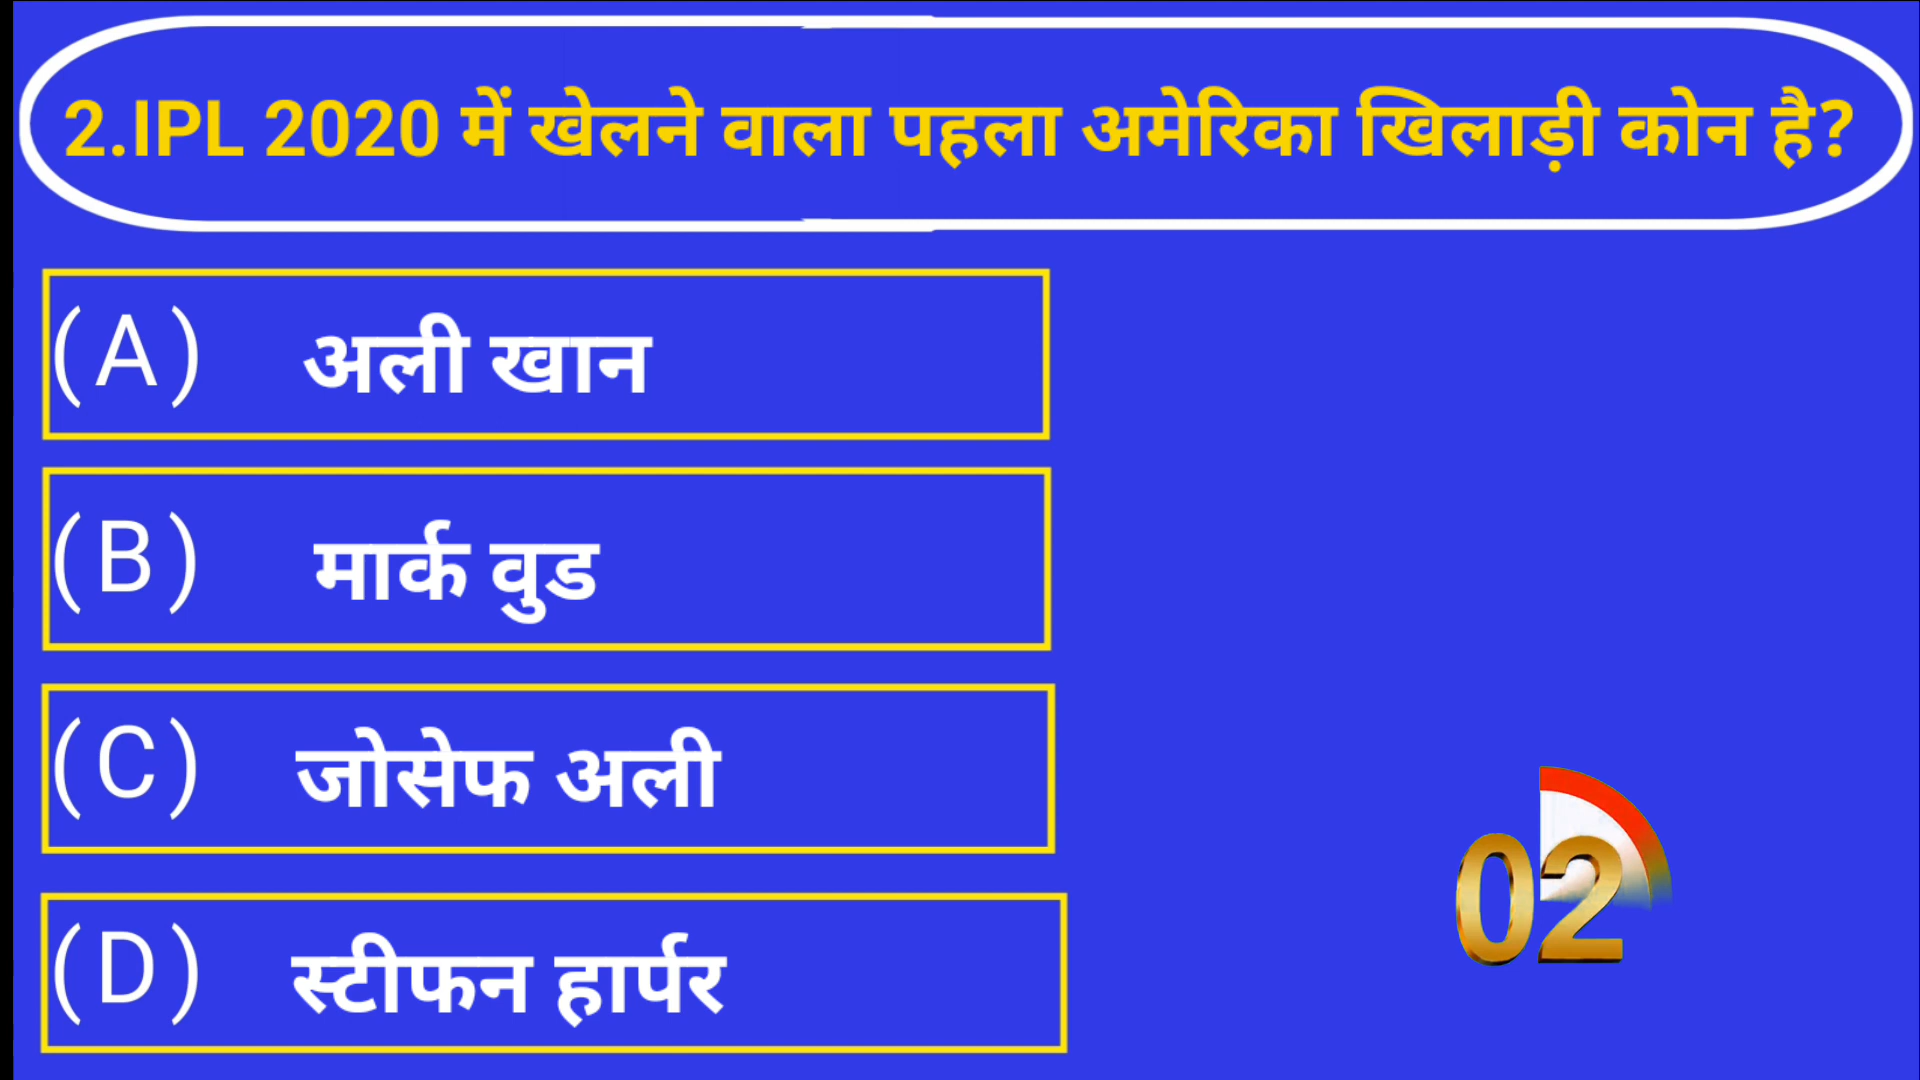 2.IPL 2020 में खेलने वाला पहला अमेरिका खिलाड़ी कोन है?
(A) अली खान
(B) मार्क वुड
(C) जोसेफ अली
(D) स्टीफन हार्पर
02